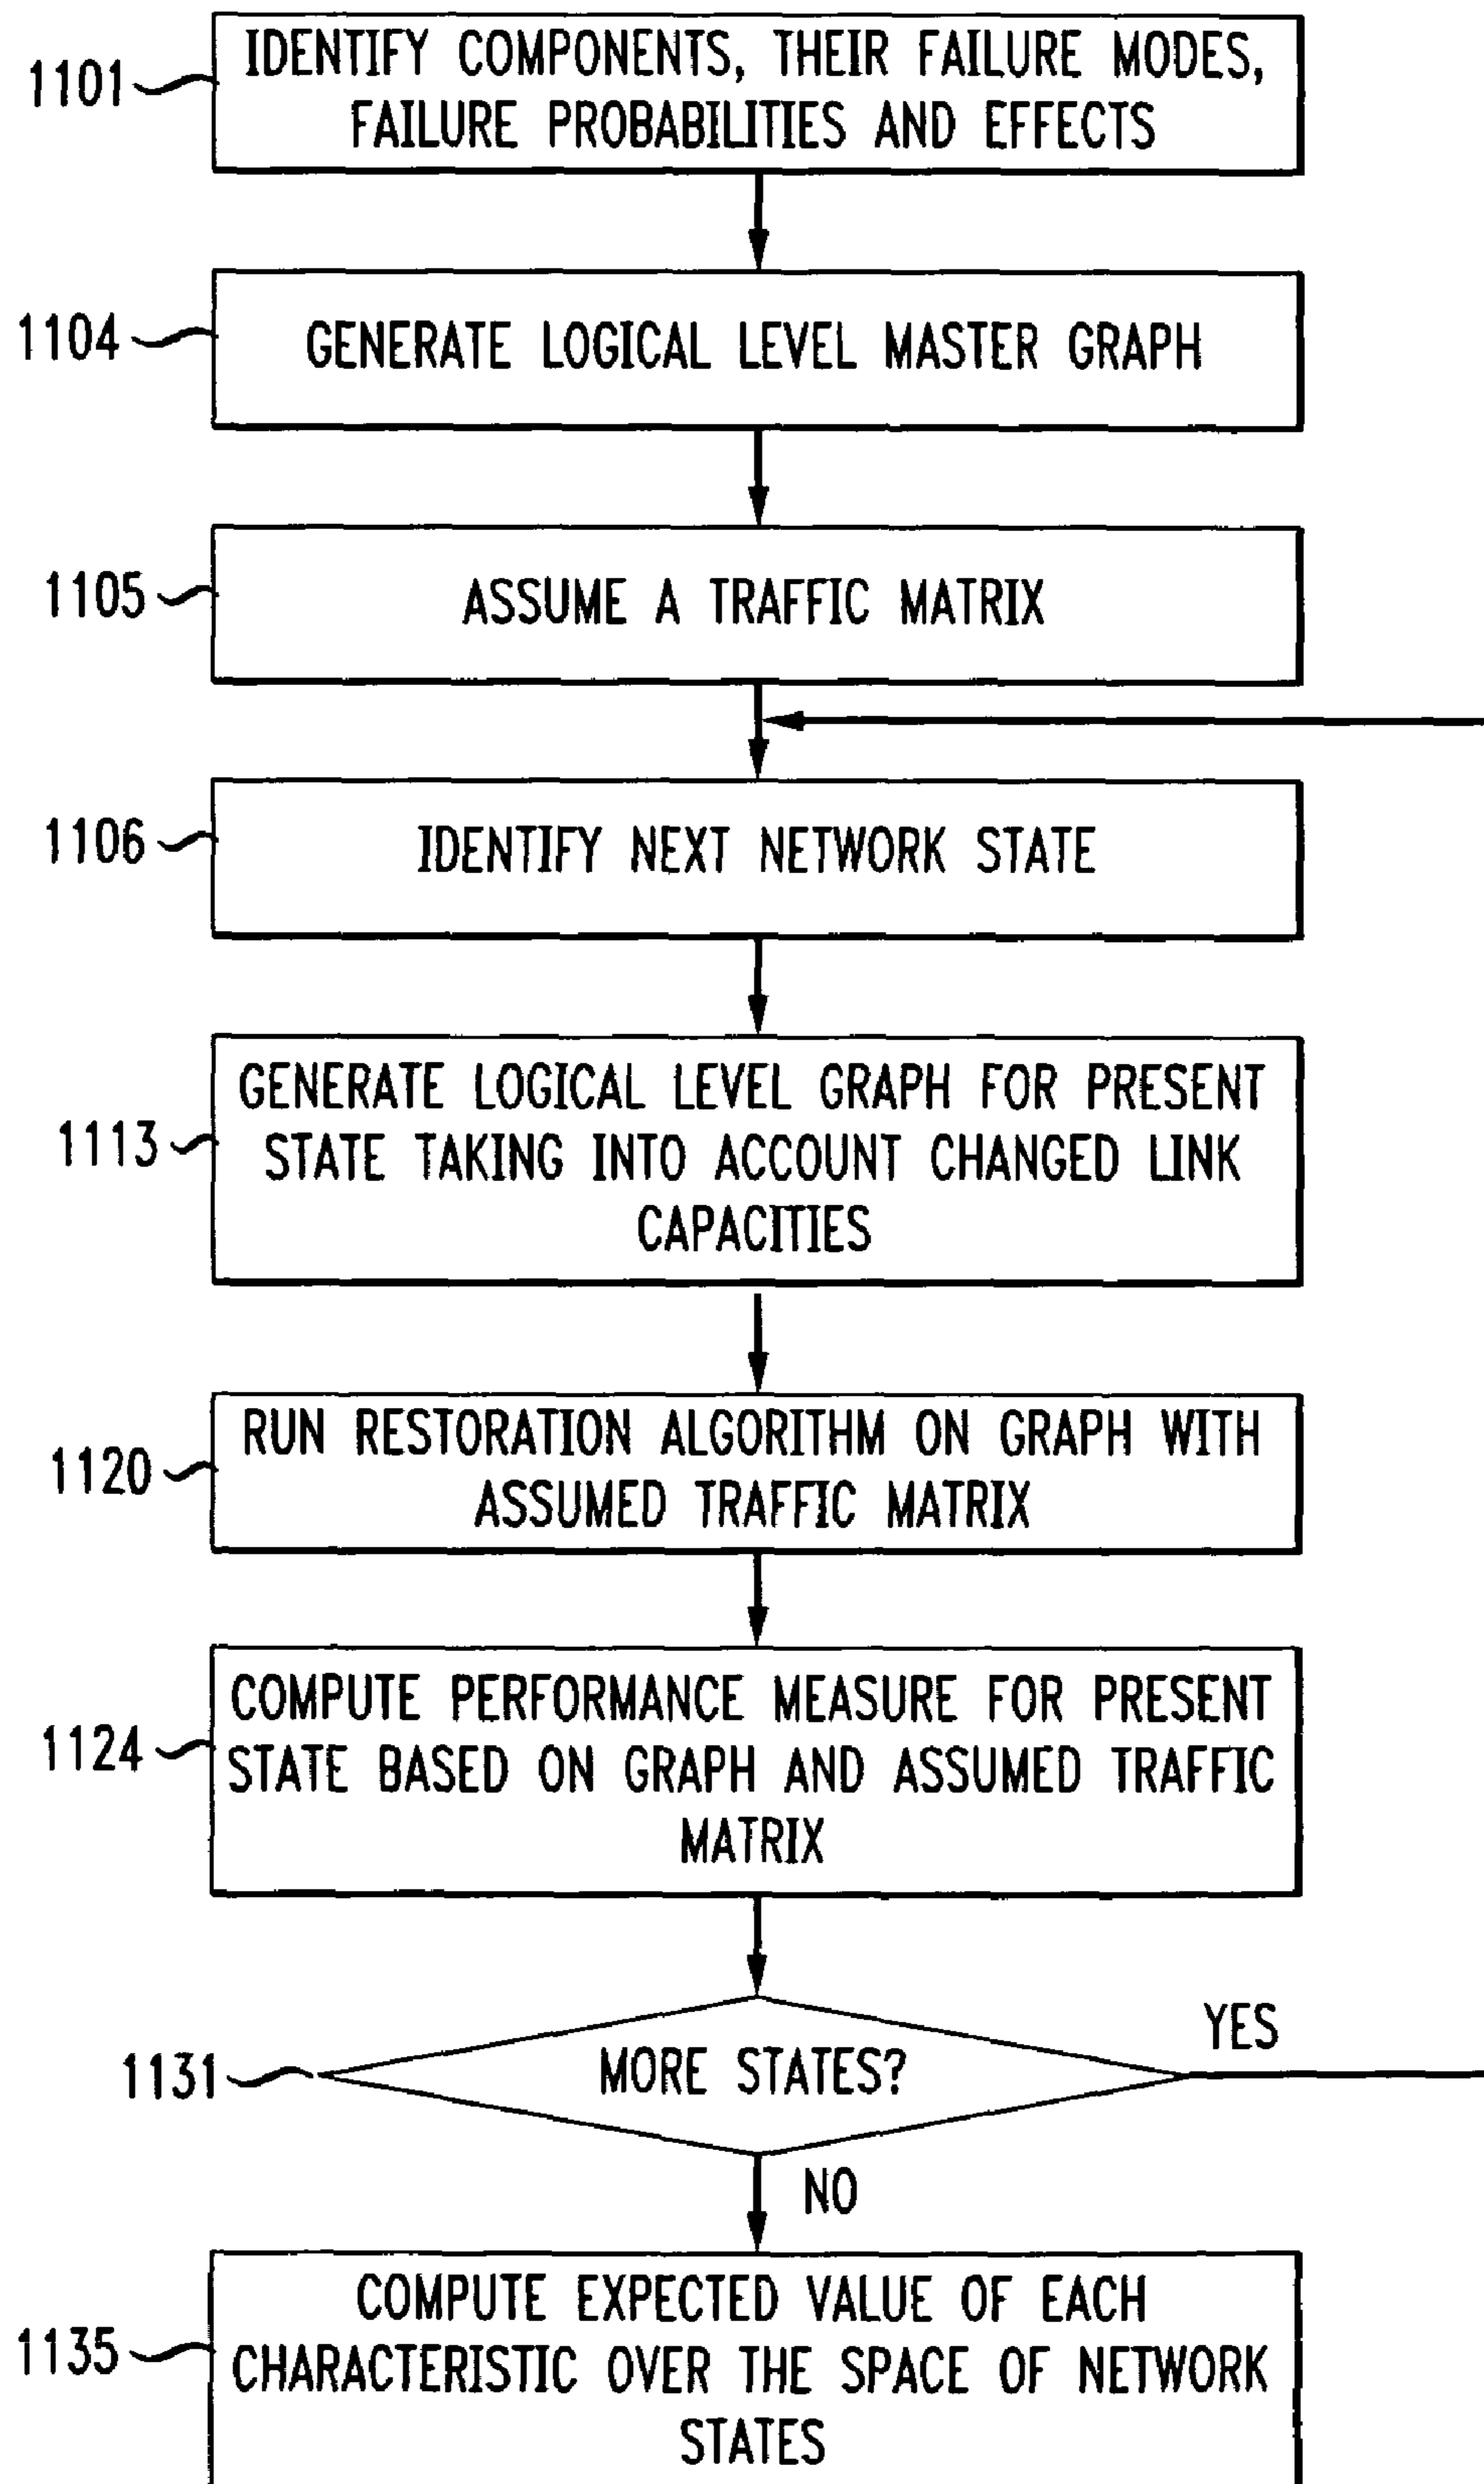 1101
IDENTIFY COMPONENTS, THEIR FAILURE MODES,
FAILURE PROBABILITIES AND EFFECTS
1104
GENERATE LOGICAL LEVEL MASTER GRAPH
1105
ASSUME A TRAFFIC MATRIX
1106
IDENTIFY NEXT NETWORK STATE
1113
GENERATE LOGICAL LEVEL GRAPH FOR PRESENT
STATE TAKING INTO ACCOUNT CHANGED LINK
CAPACITIES
1120
RUN RESTORATION ALGORITHM ON GRAPH WITH
ASSUMED TRAFFIC MATRIX
1124
COMPUTE PERFORMANCE MEASURE FOR PRESENT
STATE BASED ON GRAPH AND ASSUMED TRAFFIC
MATRIX
1131
MORE STATES?
YES
NO
1135
COMPUTE EXPECTED VALUE OF EACH
CHARACTERISTIC OVER THE SPACE OF NETWORK
STATES